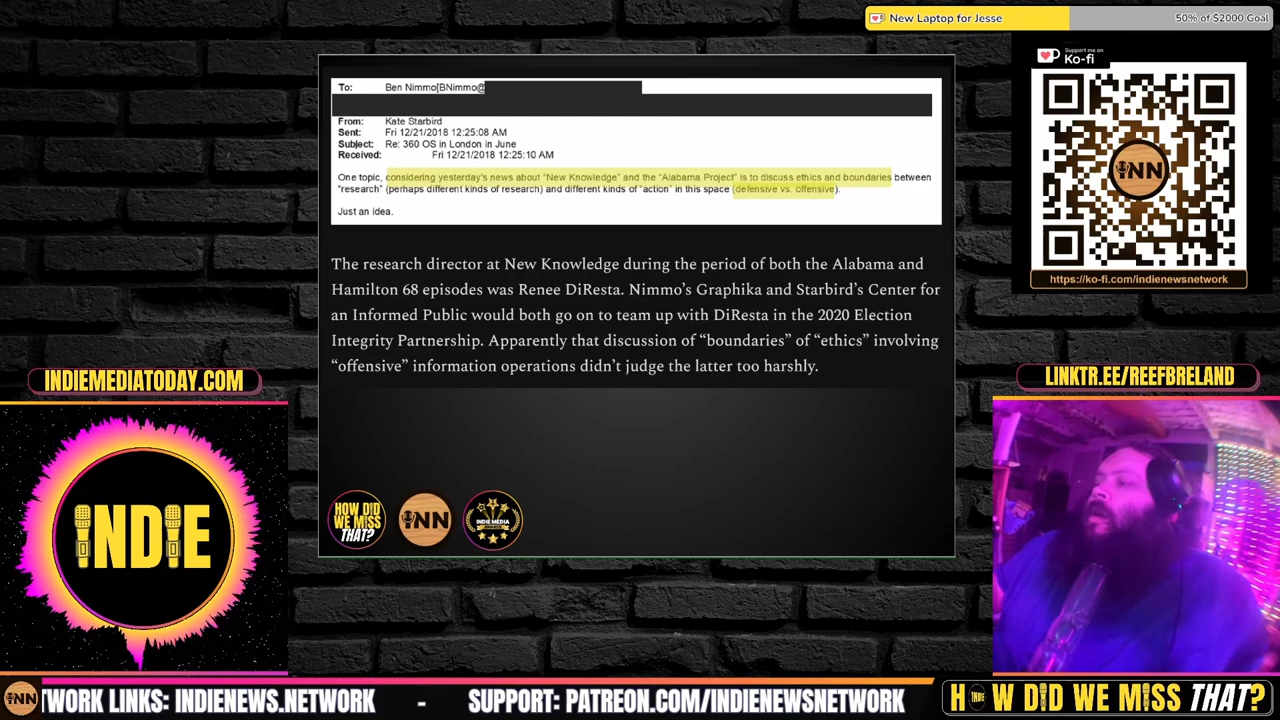 New Laptop for Jesse
50% of $2000 Goal
Support me on
Ko-fi
INN
https://ko-fi.com/indienewsnetwork
To: Ben Nimmo[BNimmo@
From: Kate Starbird
Sent: Fri 12/21/2018 12:25:08 AM
Subject: Re: 360 OS in London in June
Received: Fri 12/21/2018 12:25:10 AM
One topic, considering yesterday's news about "New Knowledge" and the "Alabama Project" is to discuss ethics and boundaries between
"research" (perhaps different kinds of research) and different kinds of "action" in this space (defensive vs. offensive).
Just an idea.
The research director at New Knowledge during the period of both the Alabama and
Hamilton 68 episodes was Renee DiResta. Nimmo’s Graphika and Starbird’s Center for
an Informed Public would both go on to team up with DiResta in the 2020 Election
Integrity Partnership. Apparently that discussion of “boundaries” of “ethics” involving
“offensive” information operations didn’t judge the latter too harshly.
INDIEMEDIATODAY.COM
LINKTR.EE/REEFBRELAND
INDIE
HOW DID
WE MISS
THAT?
INN
INDIE MEDIA
INN
TWORK LINKS: INDIENEWS.NETWORK - SUPPORT: PATREON.COM/INDIENEWSNETWORK
HOW DID WE MISS THAT?